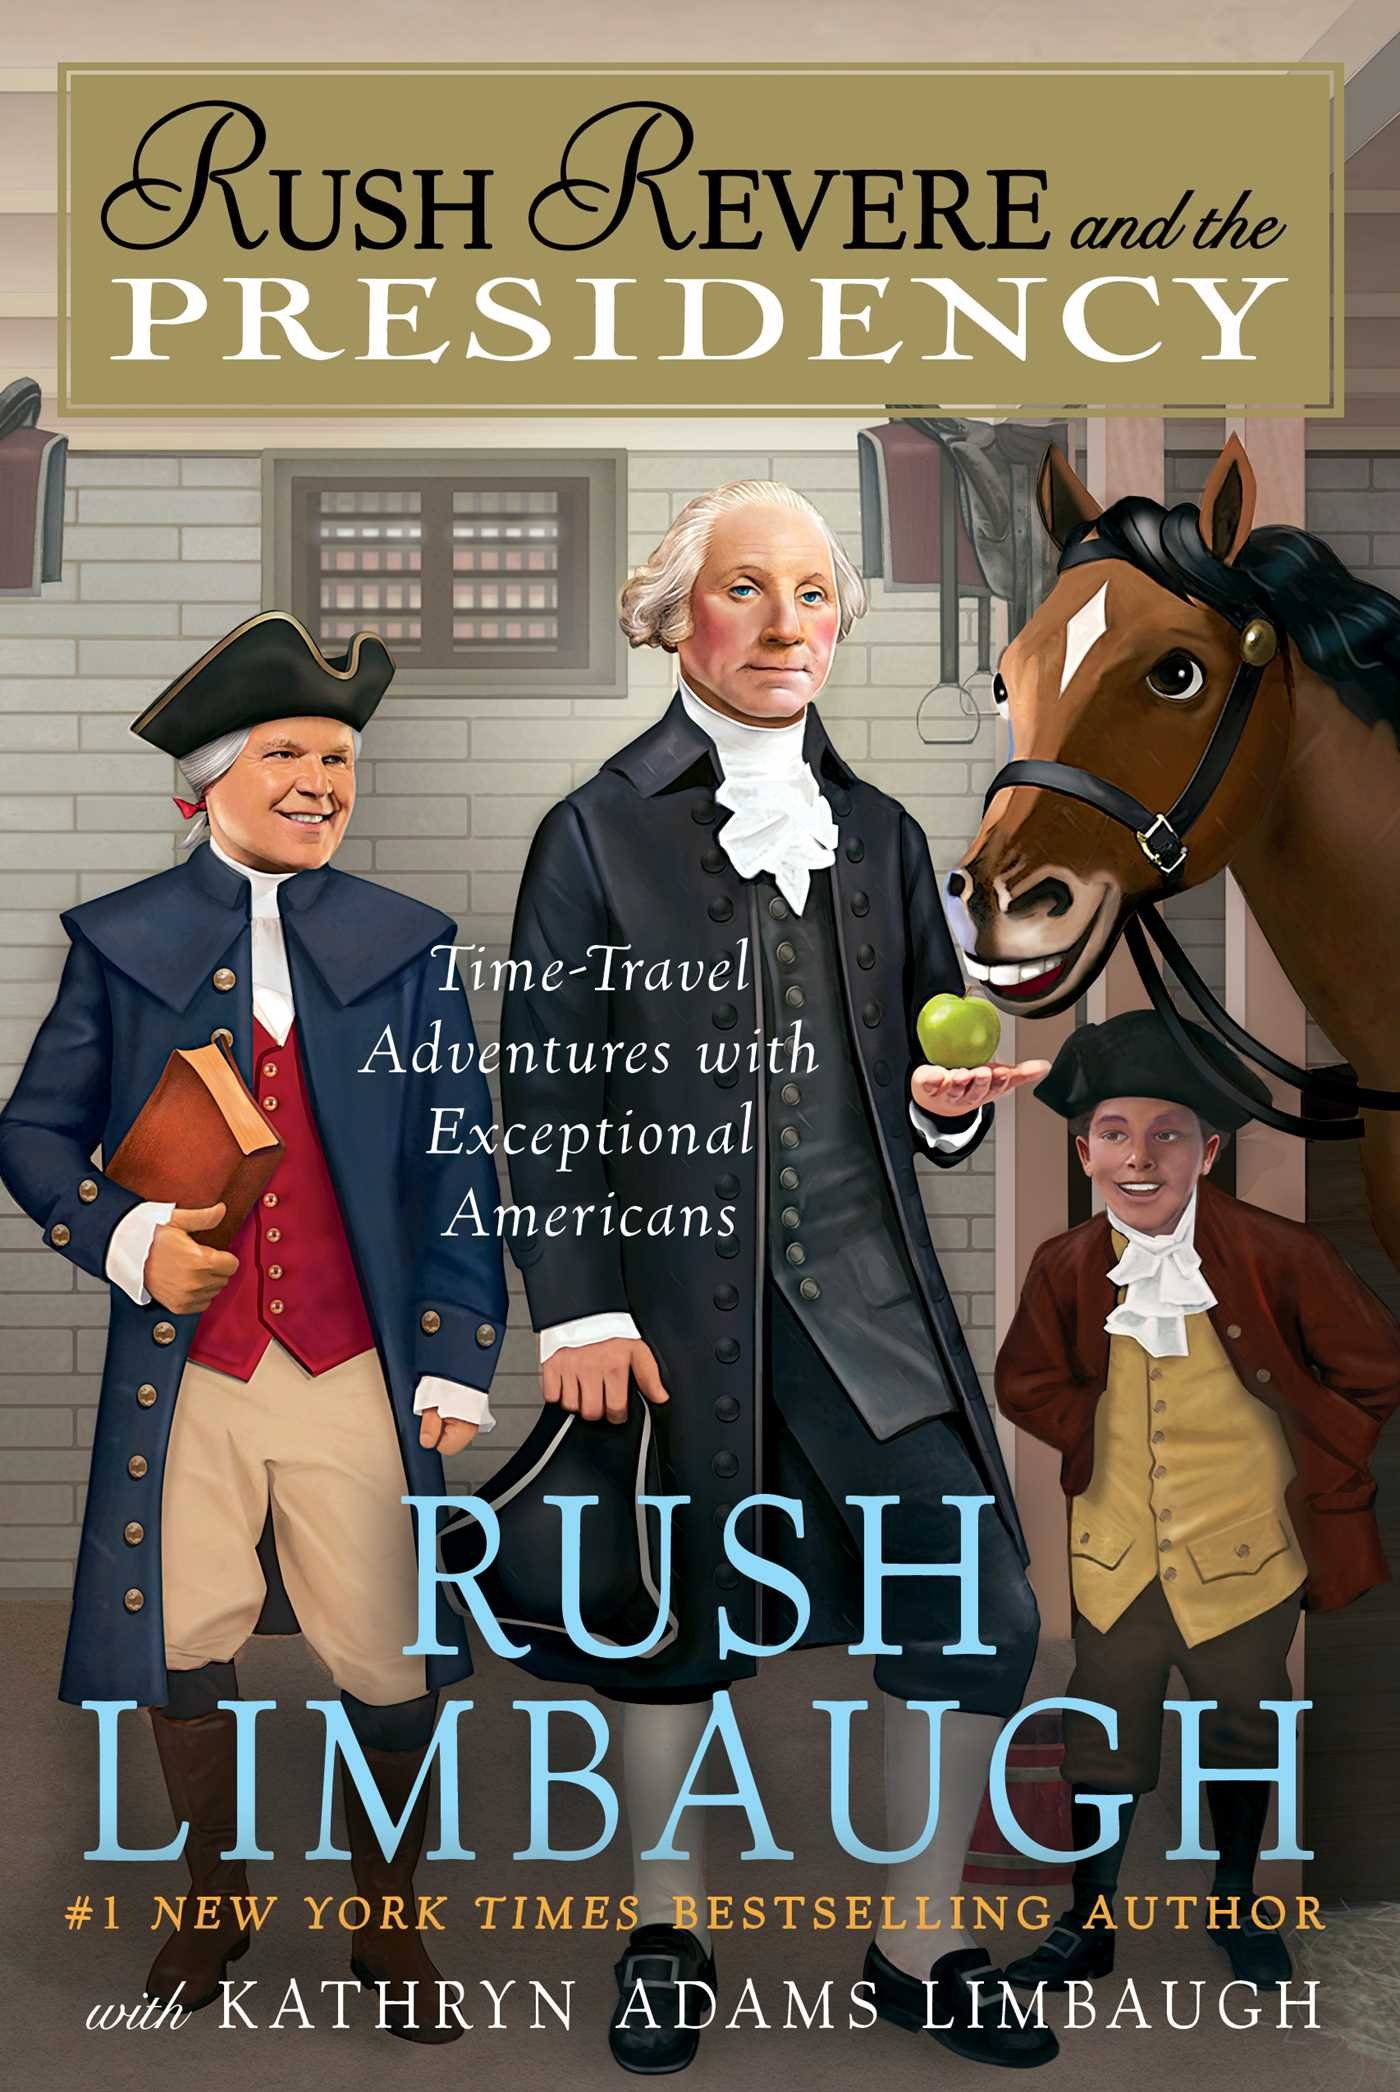 RUSH REVERE and the
PRESIDENCY
Time-Travel
Adventures with
Exceptional
Americans
RUSH
LIMBAUGH
#1 NEW YORK TIMES BESTSELLING AUTHOR
with KATHRYN ADAMS LIMBAUGH